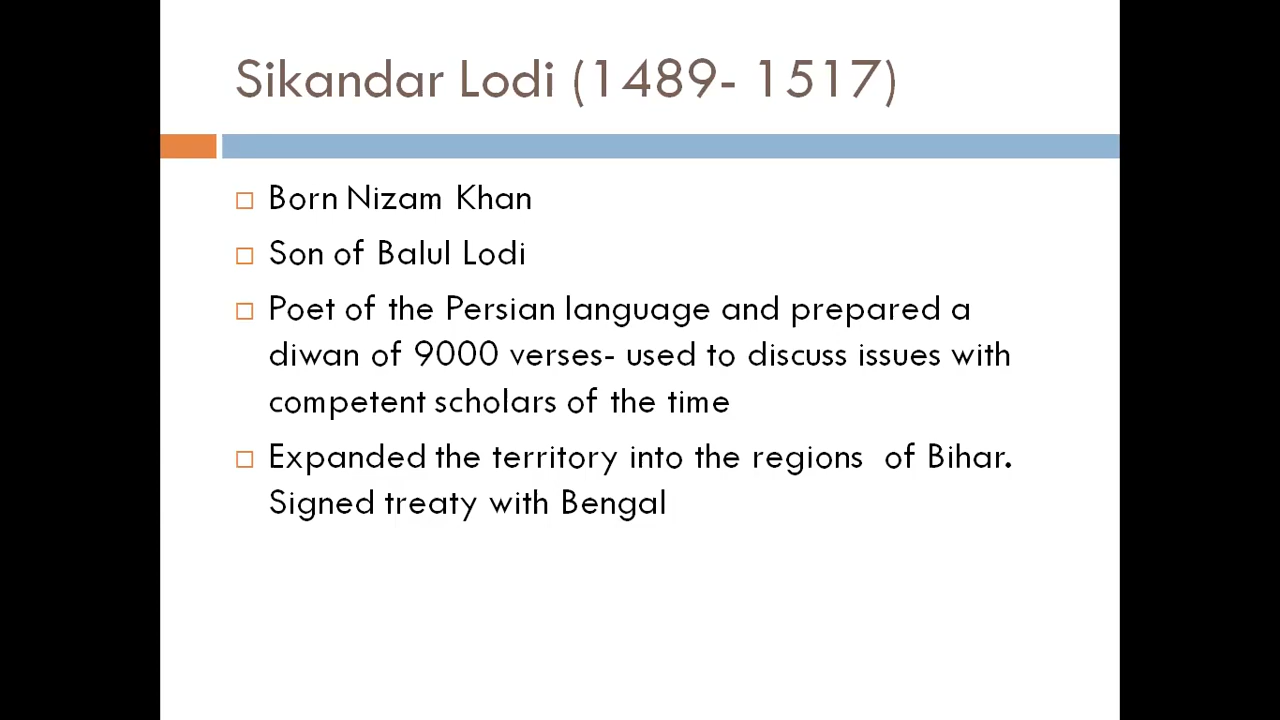 Sikandar Lodi (1489- 1517)
Born Nizam Khan
Son of Balul Lodi
Poet of the Persian language and prepared a
diwan of 9000 verses- used to discuss issues with
competent scholars of the time
Expanded the territory into the regions  of Bihar.
Signed treaty with Bengal